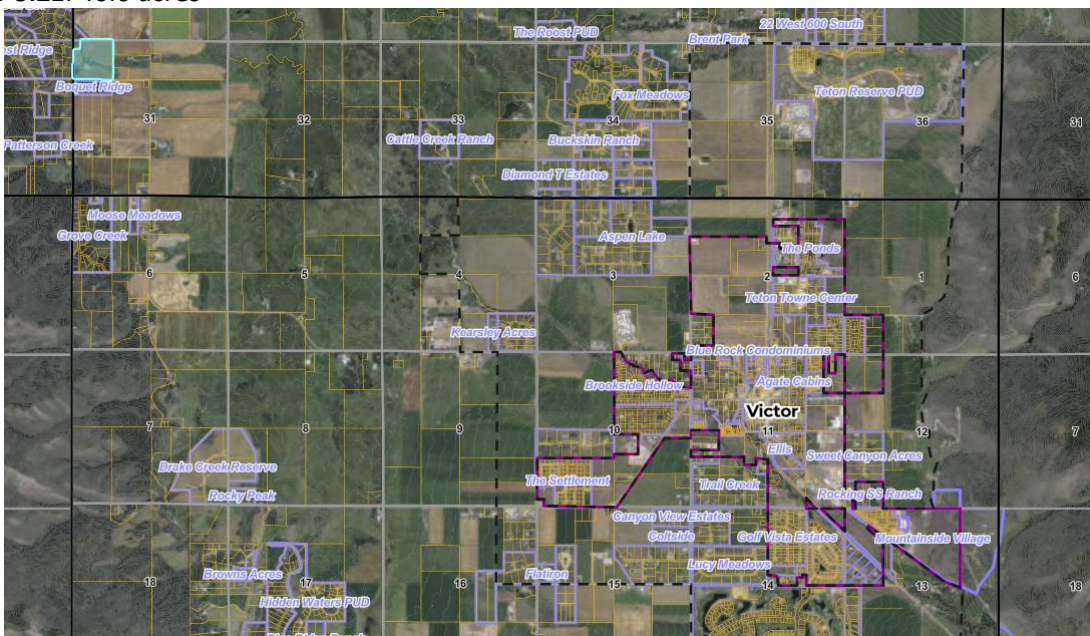 22 West 600 South
The Roost PUD
Brent Park
Boquet Ridge
Fox Meadows
Teton Reserve PUD
31
32
33
34
35
36
31
Patterson Creek
Cattle Creek Ranch
Buckskin Ranch
Diamond T Estates
Moose Meadows
Grove Creek
Aspen Lake
The Ponds
6
5
4
3
2
1
6
Teton Towne Center
Kearsley Acres
Blue Rock Condominiums
Brookside Hollow
Agate Cabins
Victor
7
8
9
10
11
12
7
Ellis
Sweet Canyon Acres
Drake Creek Reserve
The Settlement
Trail Creek
Rocky Peak
Rocking SS Ranch
Canyon View Estates
Coltside
Golf Vista Estates
Mountainside Village
Lucy Meadows
Browns Acres
Flatiron
18
17
16
15
14
13
18
Hidden Waters PUD